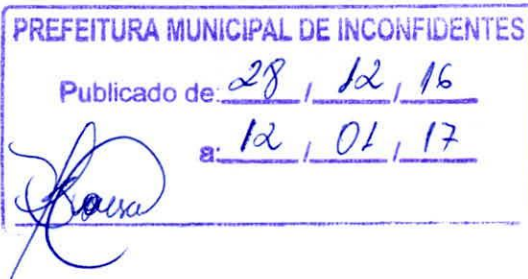 PREFEITURA MUNICIPAL DE INCONFIDENTES
Publicado de: 28 / 12 / 16
a: 12 / 01 / 17